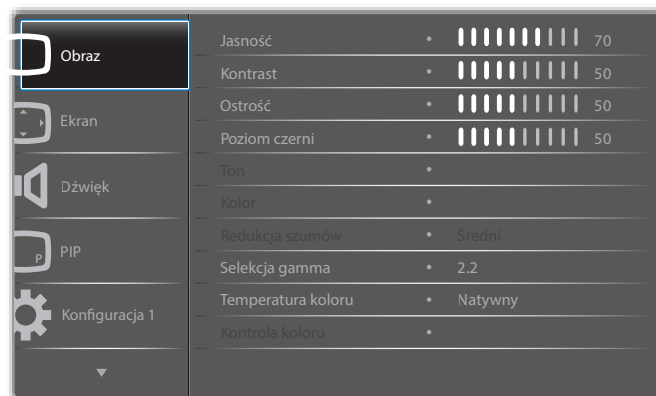 Obraz
Ekran
Dźwięk
P
PIP
Konfiguracja 1
Jasność • 70
Kontrast • 50
Ostrość • 50
Poziom czerni • 50
Ton •
Kolor •
Redukcja szumów • Średni
Selekcja gamma • 2.2
Temperatura koloru • Natywny
Kontrola koloru •